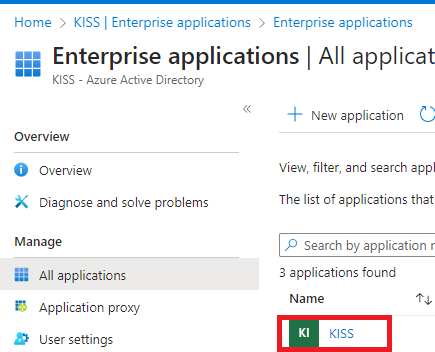 Home > KISS | Enterprise applications > Enterprise applications
Enterprise applications | All applicat
KISS - Azure Active Directory
«
+ New application
Overview
Overview
Diagnose and solve problems
View, filter, and search appl
The list of applications that
Manage
All applications
Application proxy
User settings
Search by application
3 applications found
Name ↑↓
KI KISS